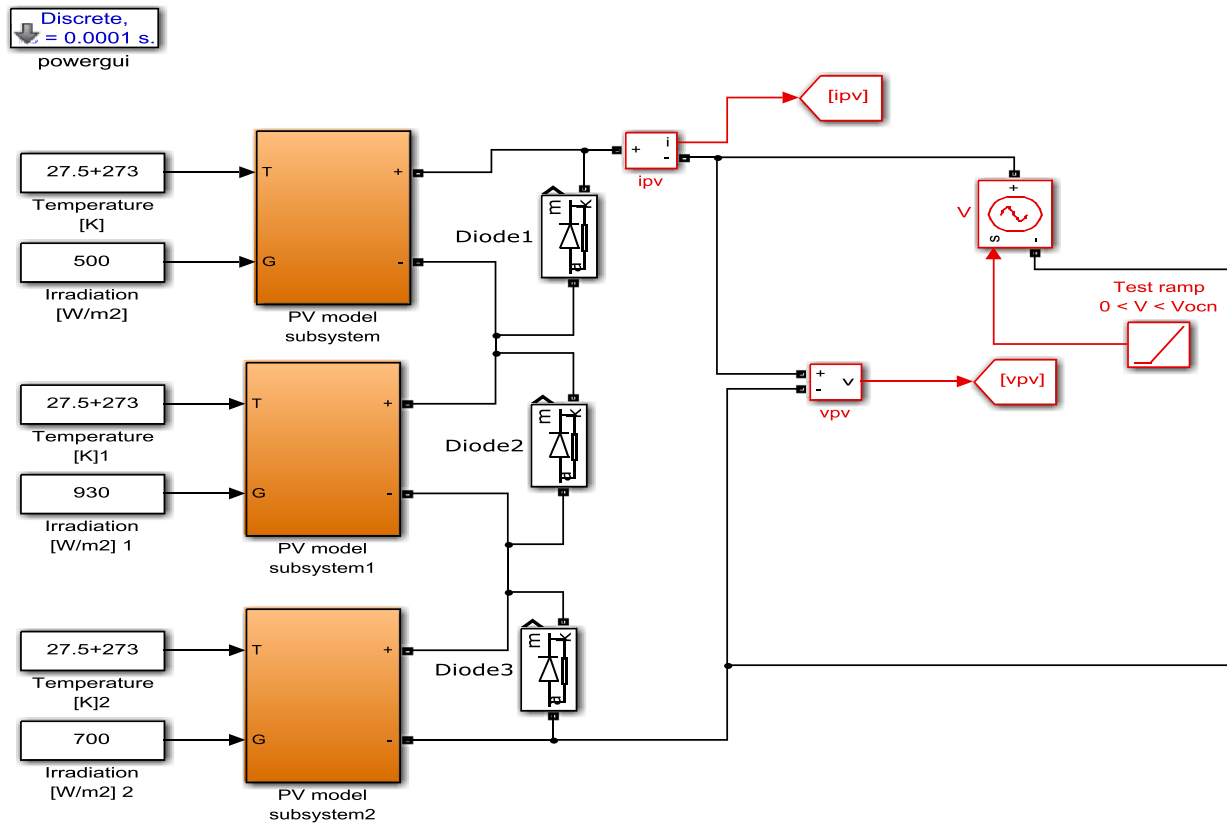 Discrete,
= 0.0001 s.
powergui
[ipv]
27.5+273
Temperature
[K]
500
Irradiation
[W/m2]
T
G
+
-
PV model
subsystem
Diode1
m
k
a
+
i
-
ipv
V
+
s
-
Test ramp
0 < V < Vocn
27.5+273
Temperature
[K]1
930
Irradiation
[W/m2] 1
T
G
+
-
PV model
subsystem1
Diode2
m
k
a
+
-
v
vpv
[vpv]
27.5+273
Temperature
[K]2
700
Irradiation
[W/m2] 2
T
G
+
-
PV model
subsystem2
Diode3
m
k
a